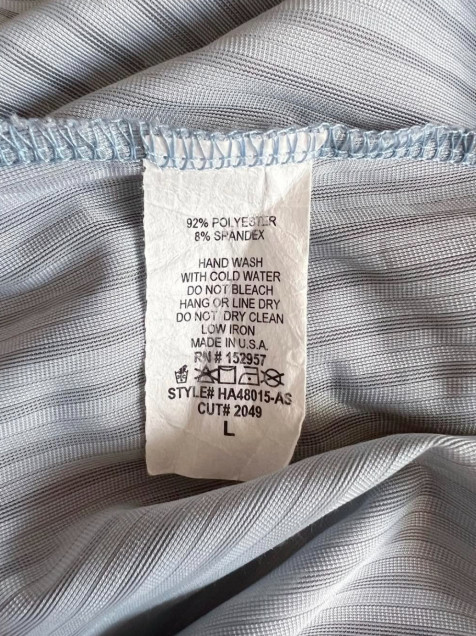 92% POLYESTER
8% SPANDEX
HAND WASH
WITH COLD WATER
DO NOT BLEACH
HANG OR LINE DRY
DO NOT DRY CLEAN
LOW IRON
MADE IN U.S.A.
RN # 152957
STYLE# HA48015-AS
CUT# 2049
L